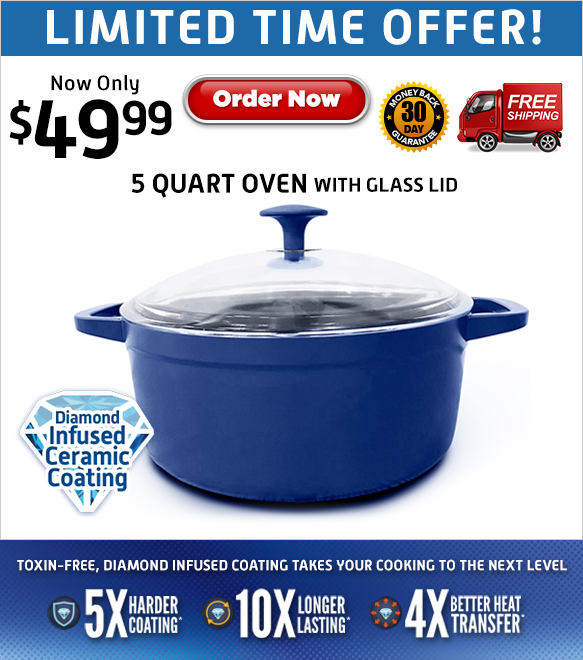 LIMITED TIME OFFER!
Now Only
$49.99
Order Now
MONEY BACK
30
DAY
GUARANTEE
FREE
SHIPPING
5 QUART OVEN WITH GLASS LID
Diamond
Infused
Ceramic
Coating
TOXIN-FREE, DIAMOND INFUSED COATING TAKES YOUR COOKING TO THE NEXT LEVEL
5X HARDER
COATING*
10X LONGER
LASTING*
4X BETTER HEAT
TRANSFER*